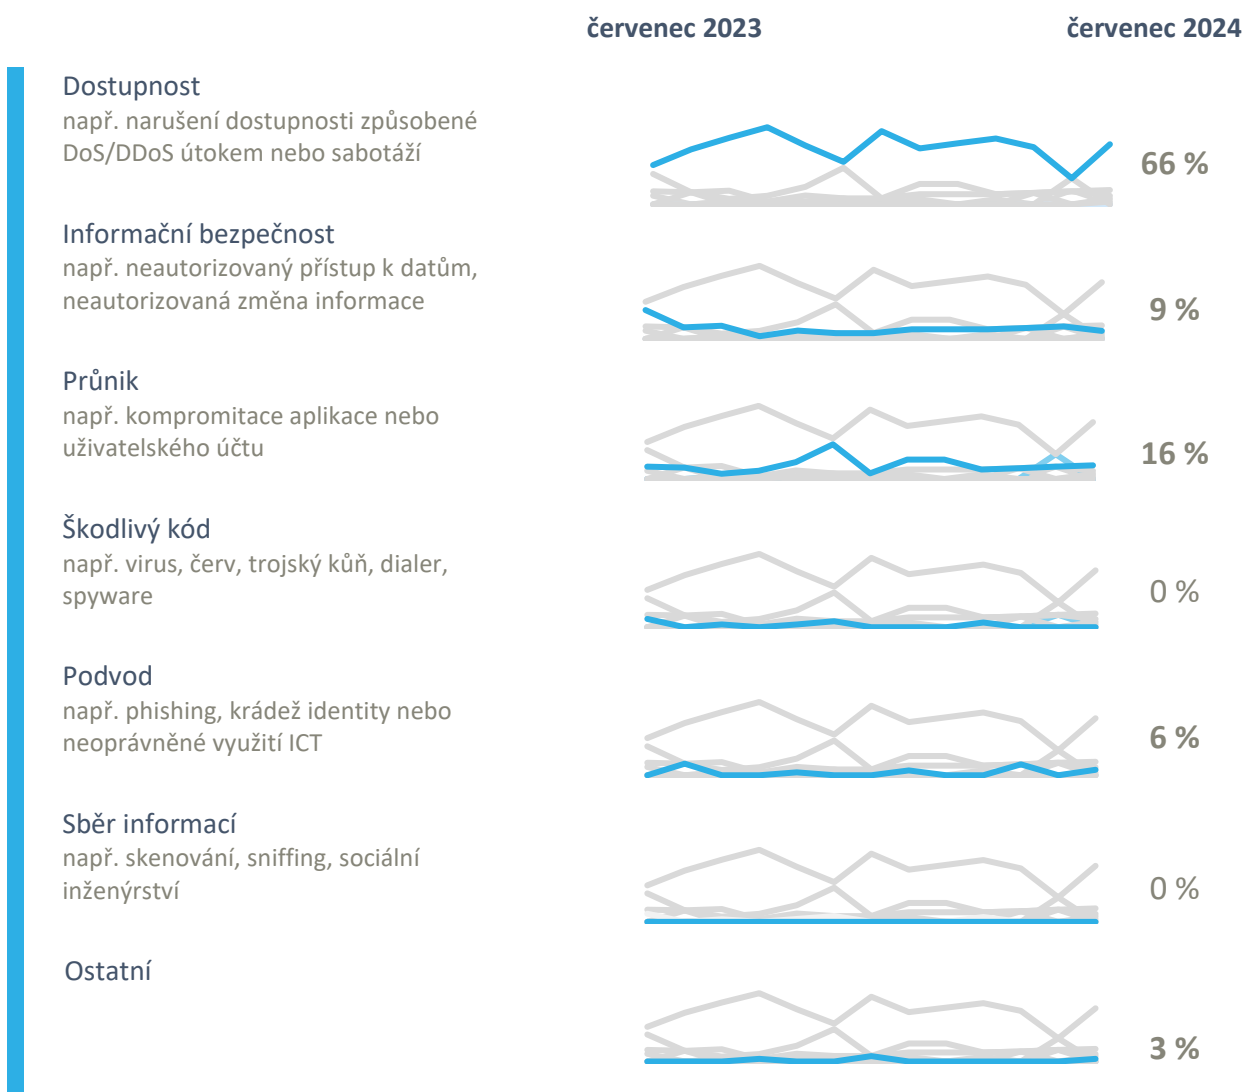 červenec 2023 červenec 2024
Dostupnost
např. narušení dostupnosti způsobené
DoS/DDoS útokem nebo sabotáží
66 %
Informační bezpečnost
např. neautorizovaný přístup k datům,
neautorizovaná změna informace
9 %
Průnik
např. kompromitace aplikace nebo
uživatelského účtu
16 %
Škodlivý kód
např. virus, červ, trojský kůň, dialer,
spyware
0 %
Podvod
např. phishing, krádež identity nebo
neoprávněné využití ICT
6 %
Sběr informací
např. skenování, sniffing, sociální
inženýrství
0 %
Ostatní
3 %